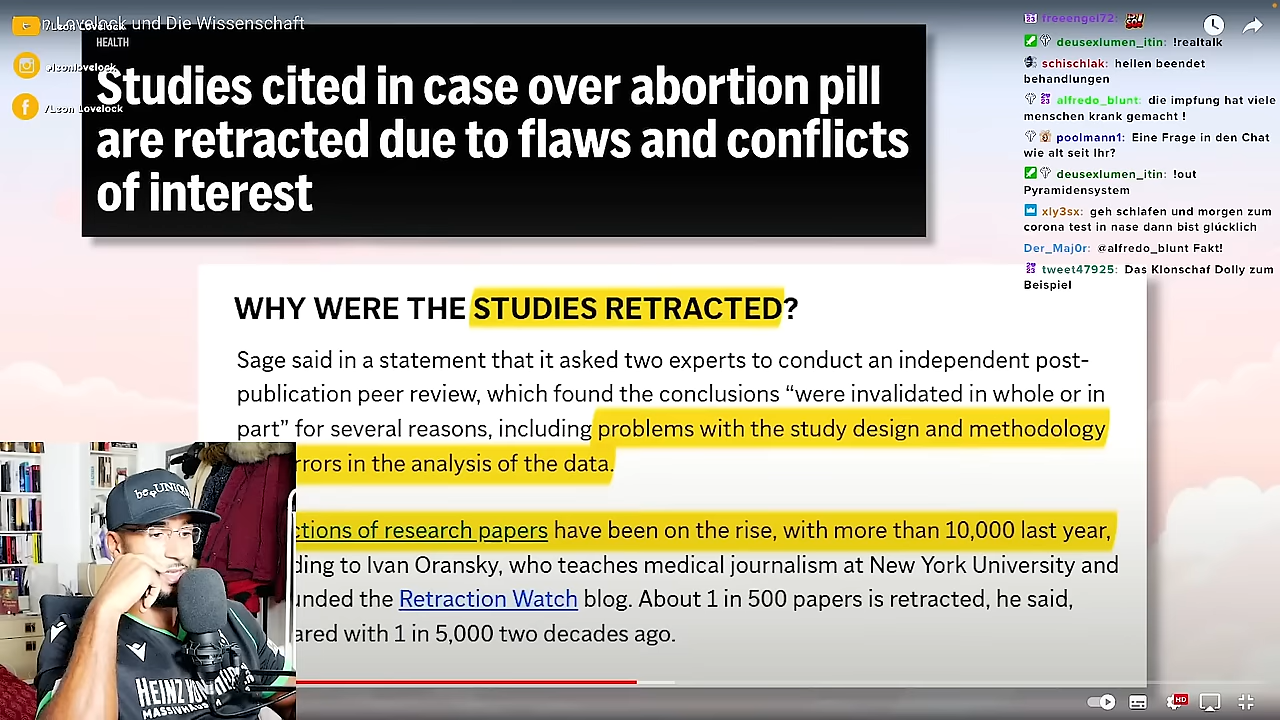 n Lovelock und Die Wissenschaft
/Leon Lovelock
@leonlovelock
/Leon Lovelock
HEALTH
Studies cited in case over abortion pill
are retracted due to flaws and conflicts
of interest
WHY WERE THE STUDIES RETRACTED?
Sage said in a statement that it asked two experts to conduct an independent post-
publication peer review, which found the conclusions “were invalidated in whole or in
part” for several reasons, including problems with the study design and methodology
rrors in the analysis of the data.
ctions of research papers have been on the rise, with more than 10,000 last year,
ding to Ivan Oransky, who teaches medical journalism at New York University and
unded the Retraction Watch blog. About 1 in 500 papers is retracted, he said,
ared with 1 in 5,000 two decades ago.
freeengel72:
deusexlumen_itin: !realtalk
schischlak: hellen beendet
behandlungen
alfredo_blunt: die impfung hat viele
menschen krank gemacht !
poolmann1: Eine Frage in den Chat
wie alt seit Ihr?
deusexlumen_itin: !out
Pyramidensystem
xly3sx: geh schlafen und morgen zum
corona test in nase dann bist glücklich
Der_Maj0r: @alfredo_blunt Fakt!
tweet47925: Das Klonschaf Dolly zum
Beispiel
HEINZ
HD